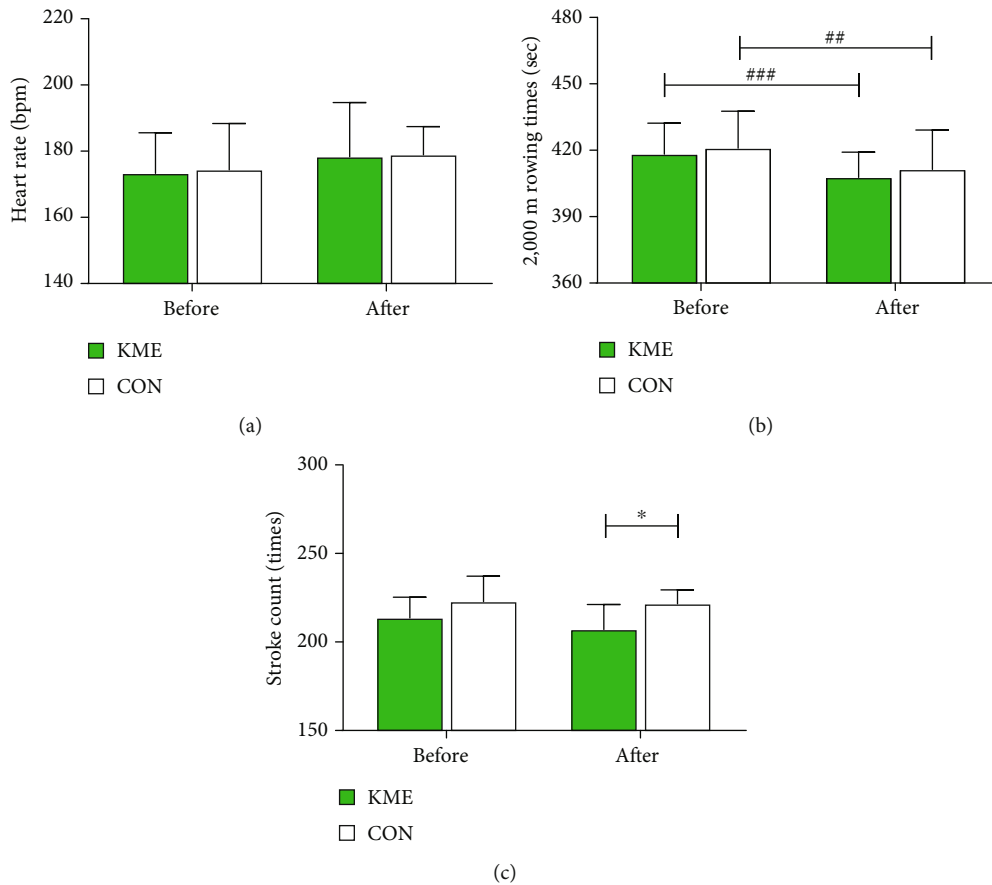 220
200
180
160
140
Heart rate (bpm)
Before
After
KME
CON
(a)
480
450
420
390
360
2,000 m rowing times (sec)
##
###
Before
After
KME
CON
(b)
300
250
200
150
Stroke count (times)
*
Before
After
KME
CON
(c)